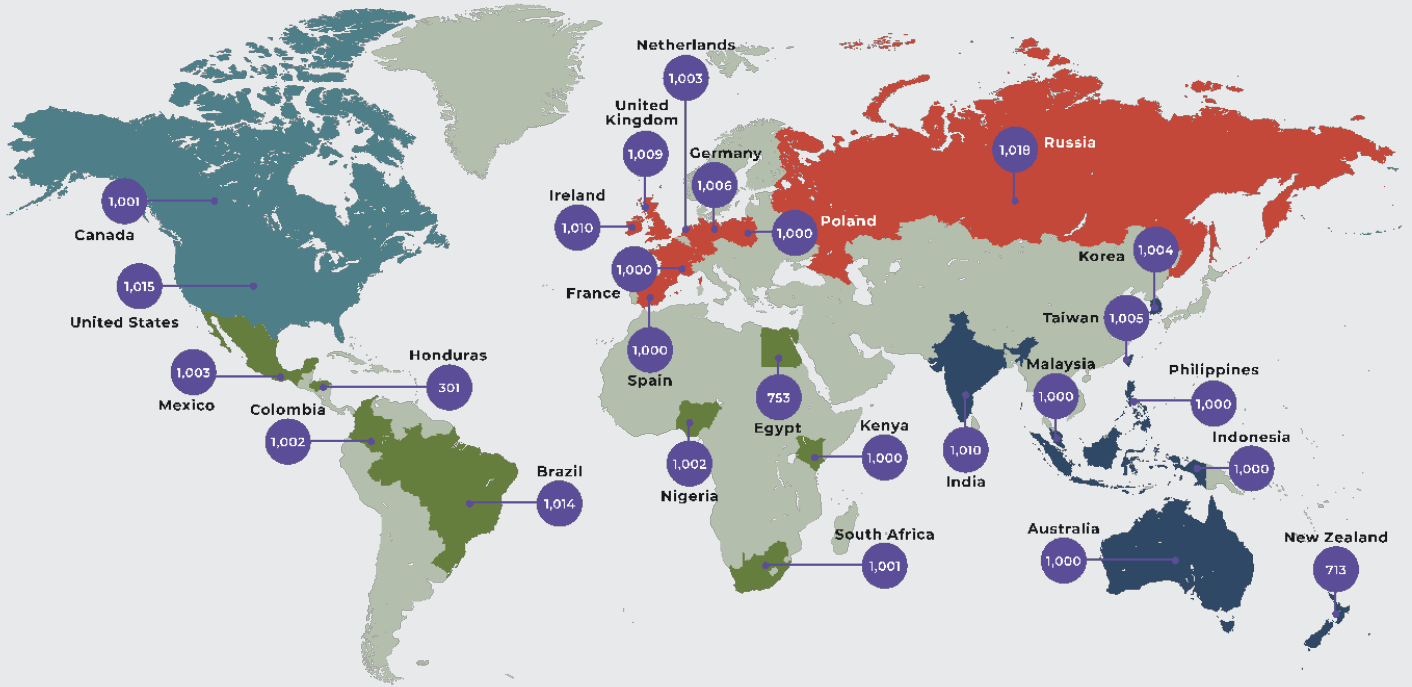 Netherlands
1,003
United
Kingdom
1,009
Germany
1,006
1,018
Russia
Ireland
1,010
Poland
1,000
1,001
Canada
1,004
Korea
1,000
France
1,015
United States
Taiwan
1,005
1,000
Spain
1,003
Mexico
Honduras
301
Malaysia
1,000
Philippines
1,000
753
Egypt
Colombia
1,002
Kenya
1,000
Indonesia
1,000
1,002
Nigeria
1,010
India
Brazil
1,014
South Africa
1,001
Australia
1,000
New Zealand
713